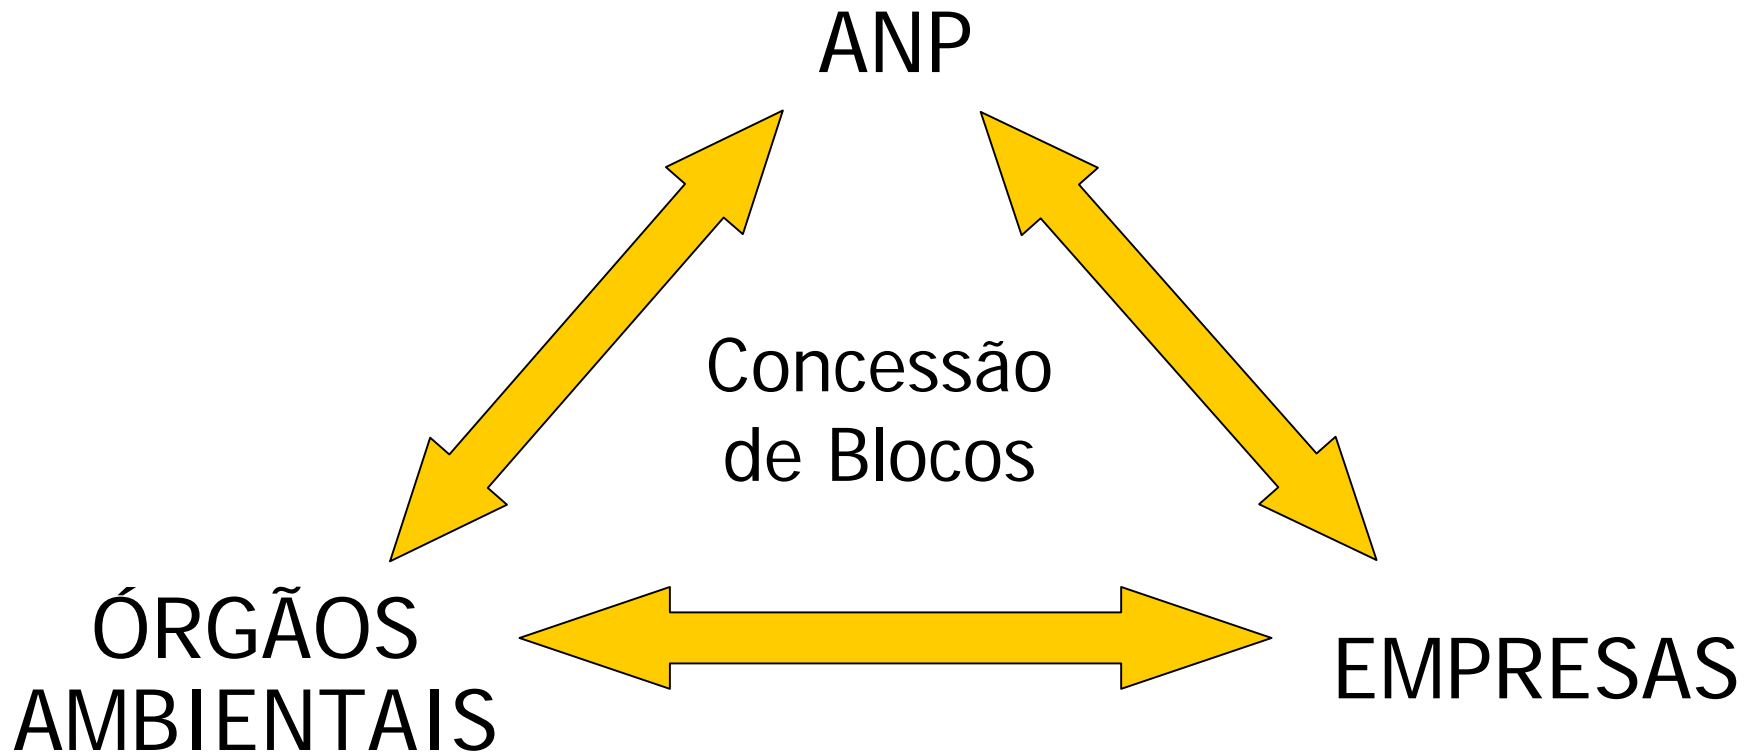 ANP
Concessão
de Blocos
ÓRGÃOS
AMBIENTAIS
EMPRESAS